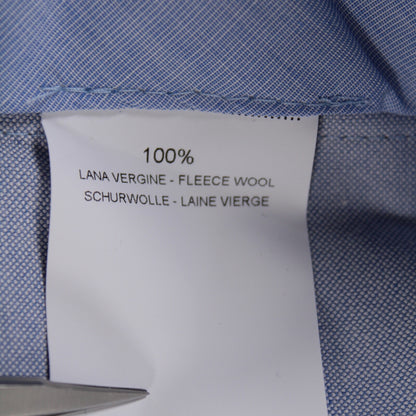 100%
LANA VERGINE - FLEECE WOOL
SCHURWOLLE - LAINE VIERGE